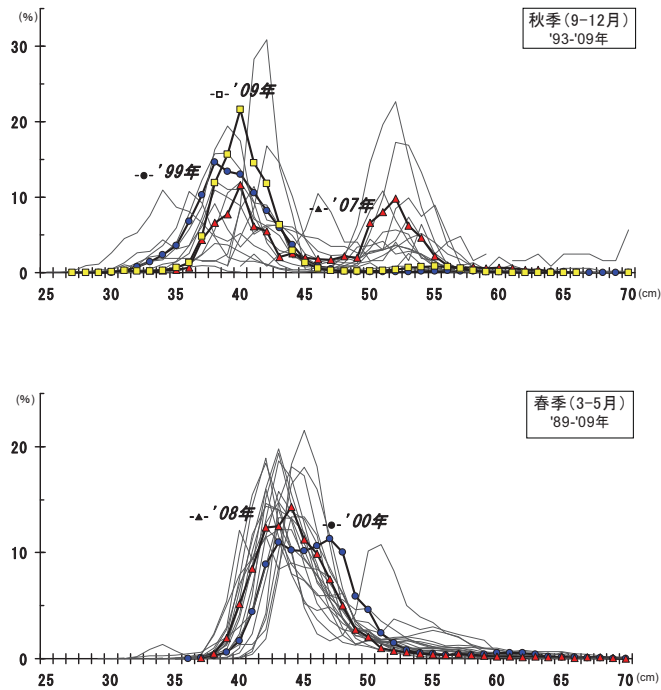 (%)
秋季(9-12月)
'93-'09年
30
-□- '09年
20
-●- '99年
-▲- '07年
10
0
25 30 35 40 45 50 55 60 65 70 (cm)
(%)
春季(3-5月)
'89-'09年
20
-▲- '08年
-●- '00年
10
0
25 30 35 40 45 50 55 60 65 70 (cm)